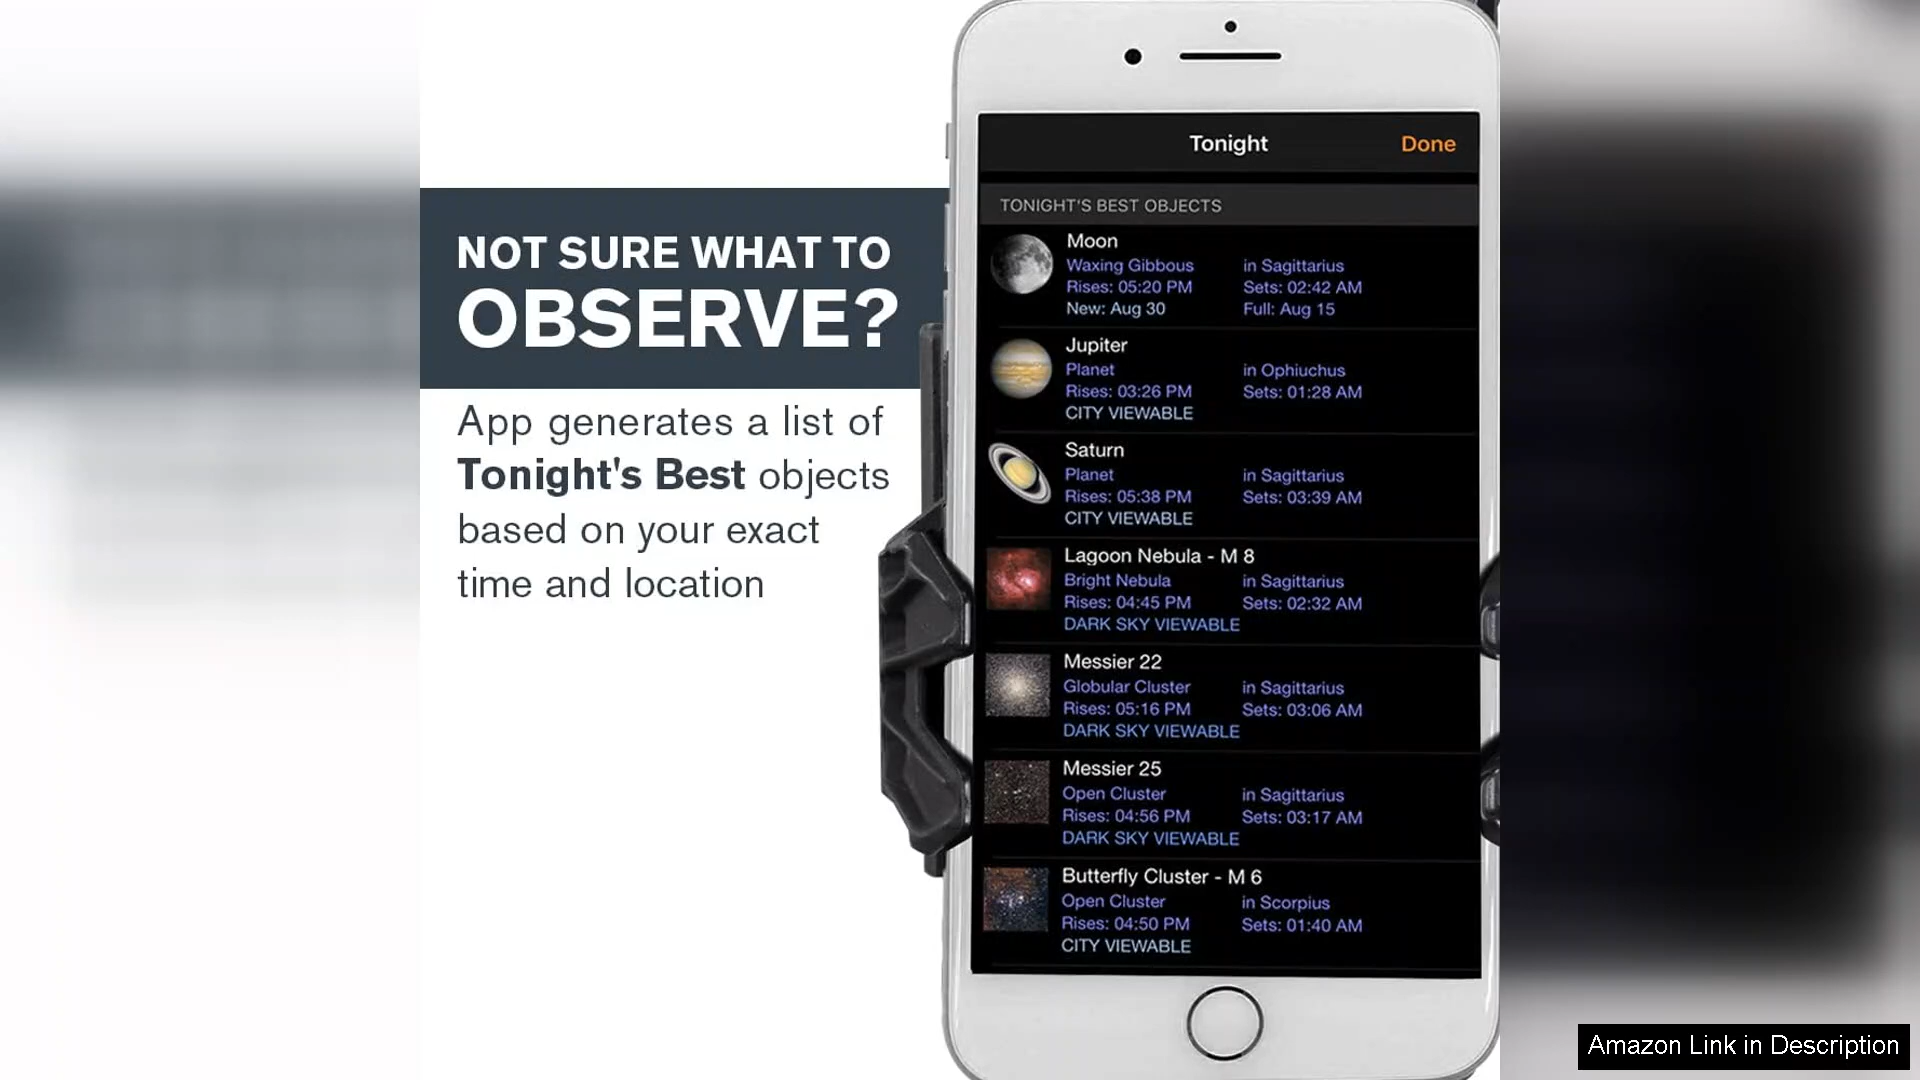 NOT SURE WHAT TO
OBSERVE?
App generates a list of
Tonight's Best objects
based on your exact
time and location
Tonight Done
TONIGHT'S BEST OBJECTS
Moon
Waxing Gibbous in Sagittarius
Rises: 05:20 PM Sets: 02:42 AM
New: Aug 30 Full: Aug 15
Jupiter
Planet in Ophiuchus
Rises: 03:26 PM Sets: 01:28 AM
CITY VIEWABLE
Saturn
Planet in Sagittarius
Rises: 05:38 PM Sets: 03:39 AM
CITY VIEWABLE
Lagoon Nebula - M 8
Bright Nebula in Sagittarius
Rises: 04:45 PM Sets: 02:32 AM
DARK SKY VIEWABLE
Messier 22
Globular Cluster in Sagittarius
Rises: 05:16 PM Sets: 03:06 AM
DARK SKY VIEWABLE
Messier 25
Open Cluster in Sagittarius
Rises: 04:56 PM Sets: 03:17 AM
DARK SKY VIEWABLE
Butterfly Cluster - M 6
Open Cluster in Scorpius
Rises: 04:50 PM Sets: 01:40 AM
CITY VIEWABLE
Amazon Link in Description